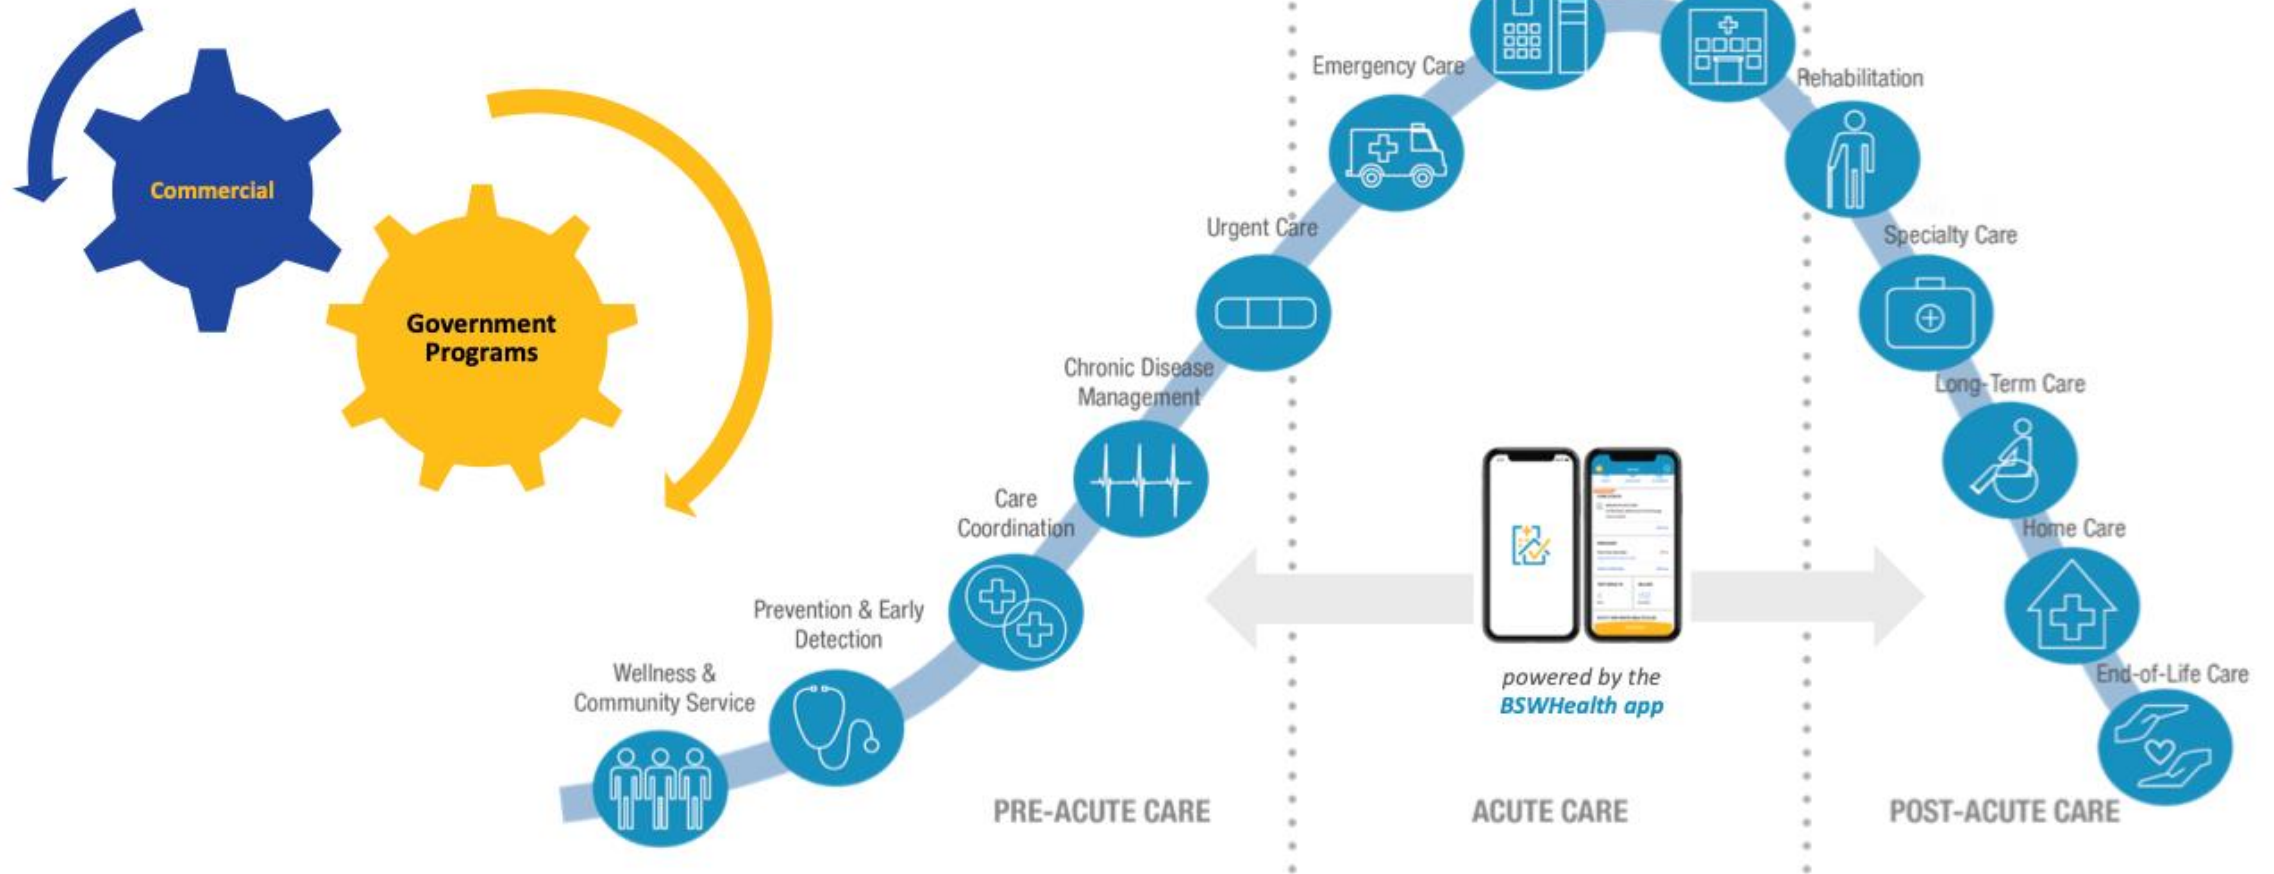 Commercial
Government
Programs
Wellness &
Community Service
Prevention & Early
Detection
Care
Coordination
Chronic Disease
Management
Urgent Care
Emergency Care
Rehabilitation
Specialty Care
Long-Term Care
Home Care
End-of-Life Care
powered by the
BSWHealth app
PRE-ACUTE CARE
ACUTE CARE
POST-ACUTE CARE